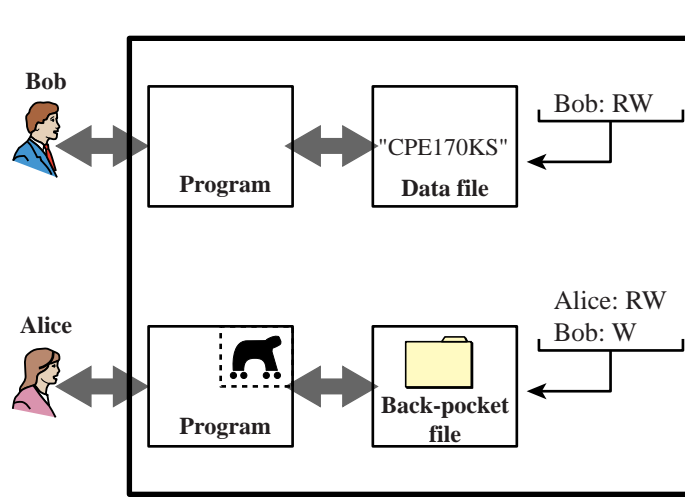 Bob
Program
"CPE170KS"
Data file
Bob: RW
Alice
Program
Back-pocket
file
Alice: RW
Bob: W